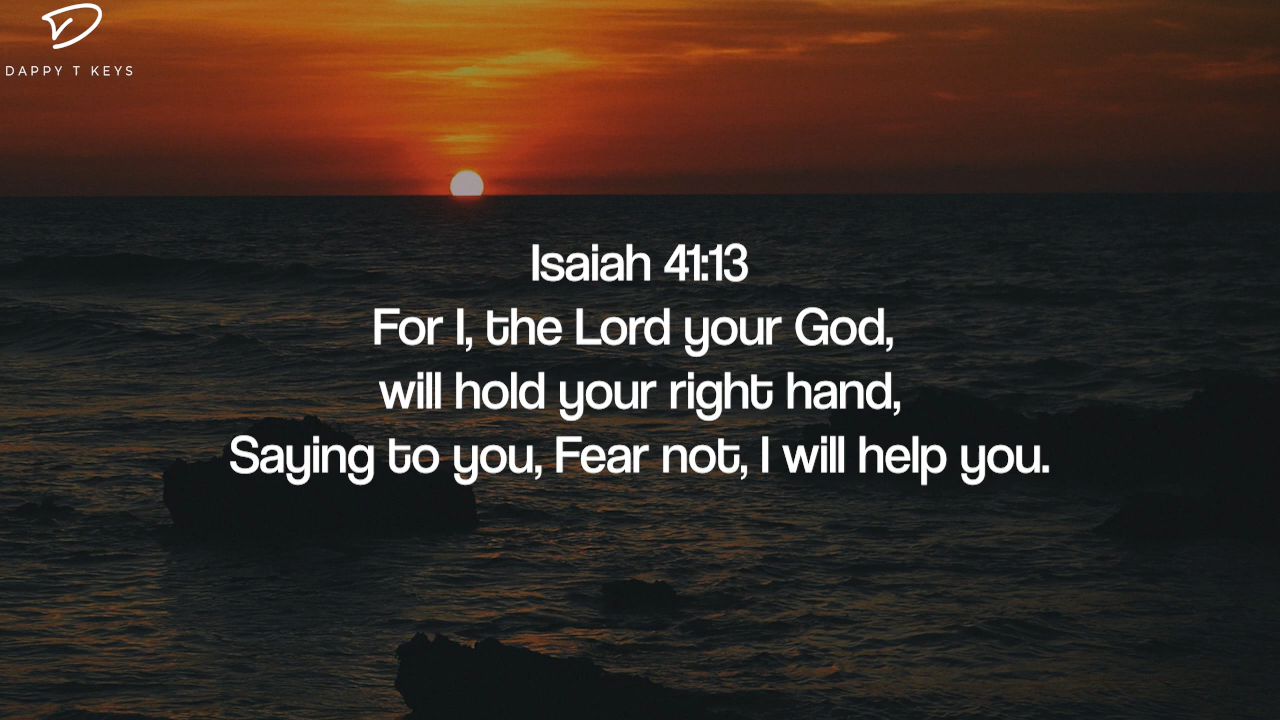 DAPPY T KEYS
Isaiah 41:13
For I, the Lord your God,
will hold your right hand,
Saying to you, Fear not, I will help you.